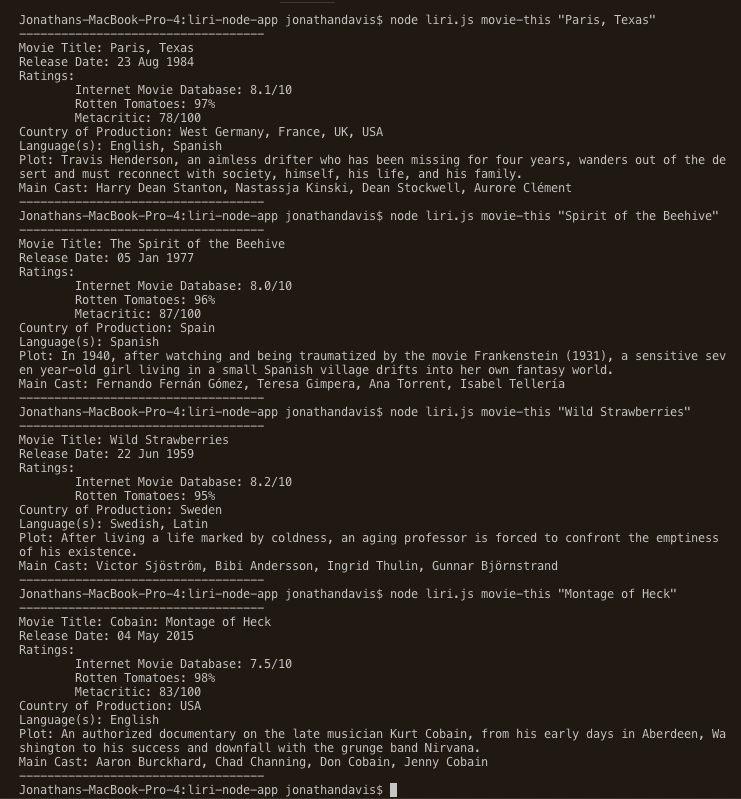 Jonathans-MacBook-Pro-4:liri-node-app jonathandavis$ node liri.js movie-this "Paris, Texas"
-----------------------------------
Movie Title: Paris, Texas
Release Date: 23 Aug 1984
Ratings:
        Internet Movie Database: 8.1/10
        Rotten Tomatoes: 97%
        Metacritic: 78/100
Country of Production: West Germany, France, UK, USA
Language(s): English, Spanish
Plot: Travis Henderson, an aimless drifter who has been missing for four years, wanders out of the de
sert and must reconnect with society, himself, his life, and his family.
Main Cast: Harry Dean Stanton, Nastassja Kinski, Dean Stockwell, Aurore Clément
-----------------------------------
Jonathans-MacBook-Pro-4:liri-node-app jonathandavis$ node liri.js movie-this "Spirit of the Beehive"
-----------------------------------
Movie Title: The Spirit of the Beehive
Release Date: 05 Jan 1977
Ratings:
        Internet Movie Database: 8.0/10
        Rotten Tomatoes: 96%
        Metacritic: 87/100
Country of Production: Spain
Language(s): Spanish
Plot: In 1940, after watching and being traumatized by the movie Frankenstein (1931), a sensitive sev
en year-old girl living in a small Spanish village drifts into her own fantasy world.
Main Cast: Fernando Fernán Gómez, Teresa Gimpera, Ana Torrent, Isabel Tellería
-----------------------------------
Jonathans-MacBook-Pro-4:liri-node-app jonathandavis$ node liri.js movie-this "Wild Strawberries"
-----------------------------------
Movie Title: Wild Strawberries
Release Date: 22 Jun 1959
Ratings:
        Internet Movie Database: 8.2/10
        Rotten Tomatoes: 95%
Country of Production: Sweden
Language(s): Swedish, Latin
Plot: After living a life marked by coldness, an aging professor is forced to confront the emptiness
of his existence.
Main Cast: Victor Sjöström, Bibi Andersson, Ingrid Thulin, Gunnar Björnstrand
-----------------------------------
Jonathans-MacBook-Pro-4:liri-node-app jonathandavis$ node liri.js movie-this "Montage of Heck"
-----------------------------------
Movie Title: Cobain: Montage of Heck
Release Date: 04 May 2015
Ratings:
        Internet Movie Database: 7.5/10
        Rotten Tomatoes: 98%
        Metacritic: 83/100
Country of Production: USA
Language(s): English
Plot: An authorized documentary on the late musician Kurt Cobain, from his early days in Aberdeen, Wa
shington to his success and downfall with the grunge band Nirvana.
Main Cast: Aaron Burckhard, Chad Channing, Don Cobain, Jenny Cobain
-----------------------------------
Jonathans-MacBook-Pro-4:liri-node-app jonathandavis$